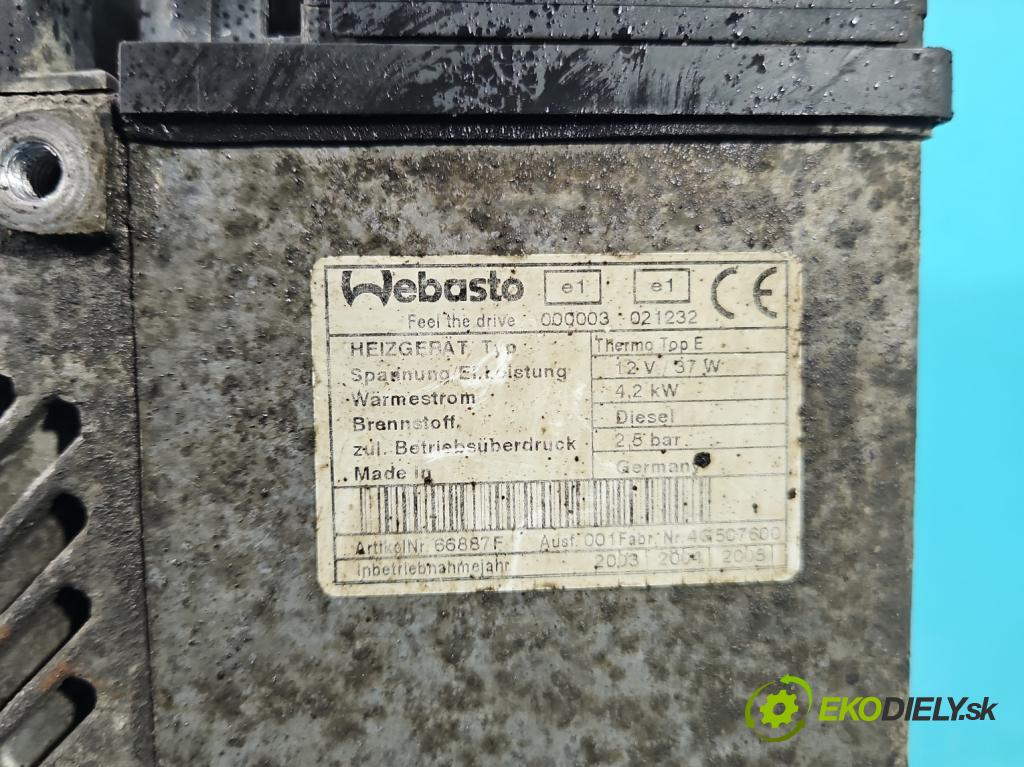 Webasto e1 e1 CE
Feel the drive 000003 021232
HEIZGERÄT Typ Thermo Top E
Spannung/El.Leistung 12 V / 37 W
Wärmestrom 4,2 kW
Brennstoff Diesel
zul. Betriebsüberdruck 2,5 bar
Made in Germany
ArtikelNr. 66887F Ausf. 001 Fabr. Nr. 4G507600
Inbetriebnahmejahr 2003 2004 2005
EKODIELY.sk